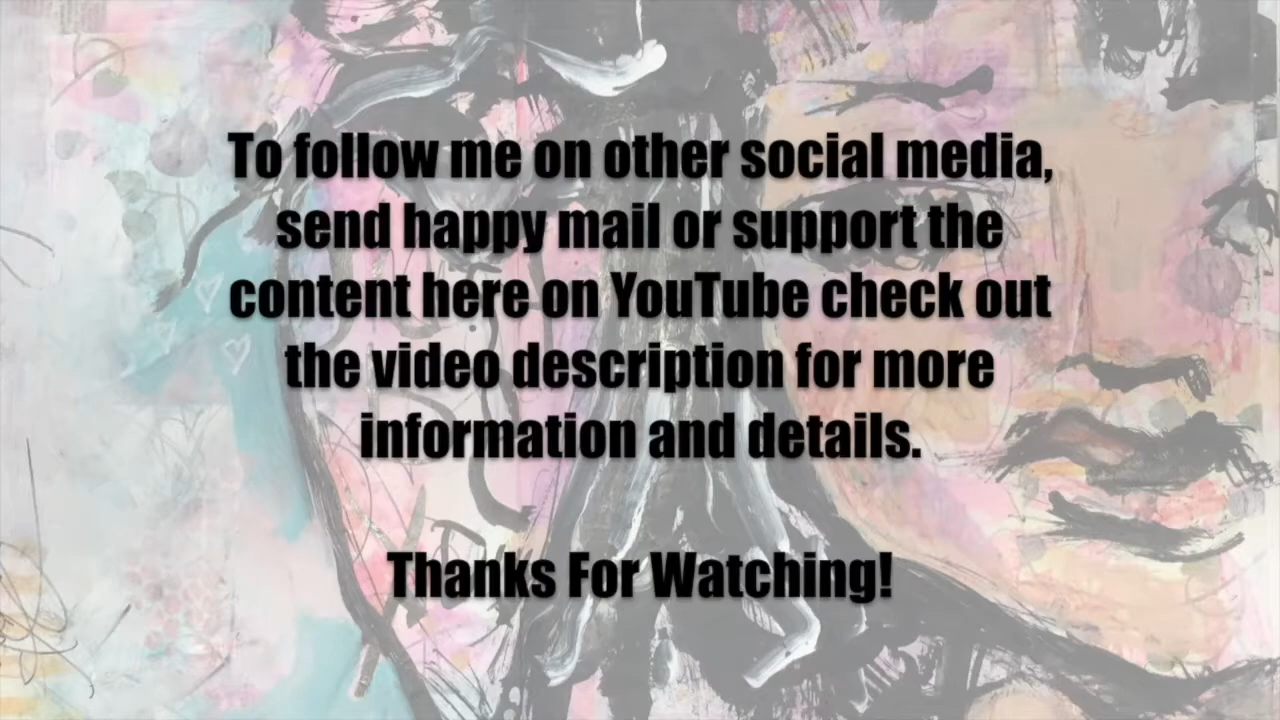 To follow me on other social media,
send happy mail or support the
content here on YouTube check out
the video description for more
information and details.
Thanks For Watching!